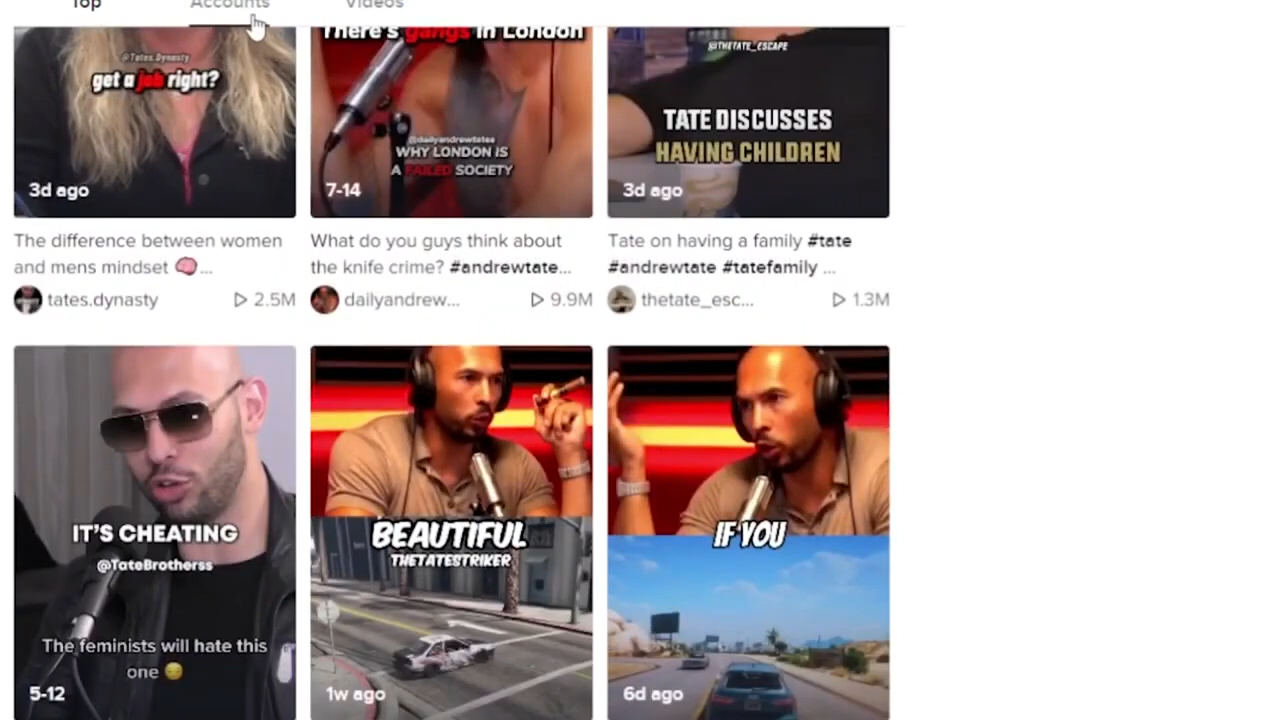 Top Accounts Videos
@Tates.Dynasty
get a job right?
3d ago
There's gangs in London
@dailyandrewtates
WHY LONDON IS
A FAILED SOCIETY
7-14
@THETATE_ESCAPE
TATE DISCUSSES
HAVING CHILDREN
3d ago
The difference between women
and mens mindset 🧠...
tates.dynasty 2.5M
What do you guys think about
the knife crime? #andrewtate...
dailyandrew... 9.9M
Tate on having a family #tate
#andrewtate #tatefamily ...
thetate_esc... 1.3M
IT'S CHEATING
@TateBrotherss
The feminists will hate this
one 😏
5-12
BEAUTIFUL
THETATESTRIKER
1w ago
IF YOU
6d ago